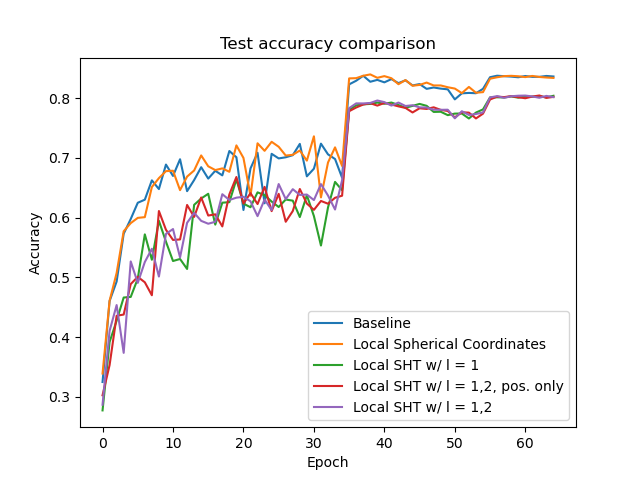 Test accuracy comparison
0.8
0.7
0.6
0.5
0.4
0.3
Accuracy
0
10
20
30
40
50
60
Epoch
Baseline
Local Spherical Coordinates
Local SHT w/ l = 1
Local SHT w/ l = 1,2, pos. only
Local SHT w/ l = 1,2